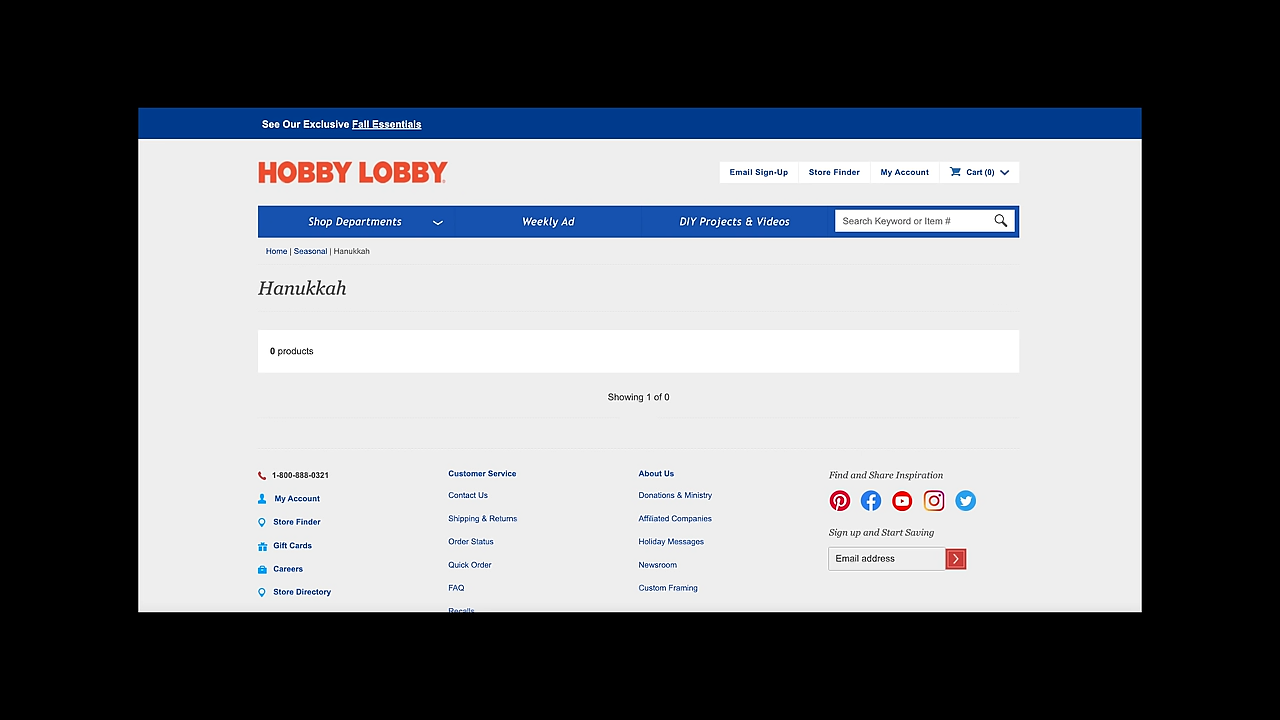 See Our Exclusive Fall Essentials
HOBBY LOBBY
Email Sign-Up
Store Finder
My Account
Cart (0)
Shop Departments
Weekly Ad
DIY Projects & Videos
Search Keyword or Item #
Home | Seasonal | Hanukkah
Hanukkah
0 products
Showing 1 of 0
1-800-888-0321
My Account
Store Finder
Gift Cards
Careers
Store Directory
Customer Service
Contact Us
Shipping & Returns
Order Status
Quick Order
FAQ
Recalls
About Us
Donations & Ministry
Affiliated Companies
Holiday Messages
Newsroom
Custom Framing
Find and Share Inspiration
Sign up and Start Saving
Email address